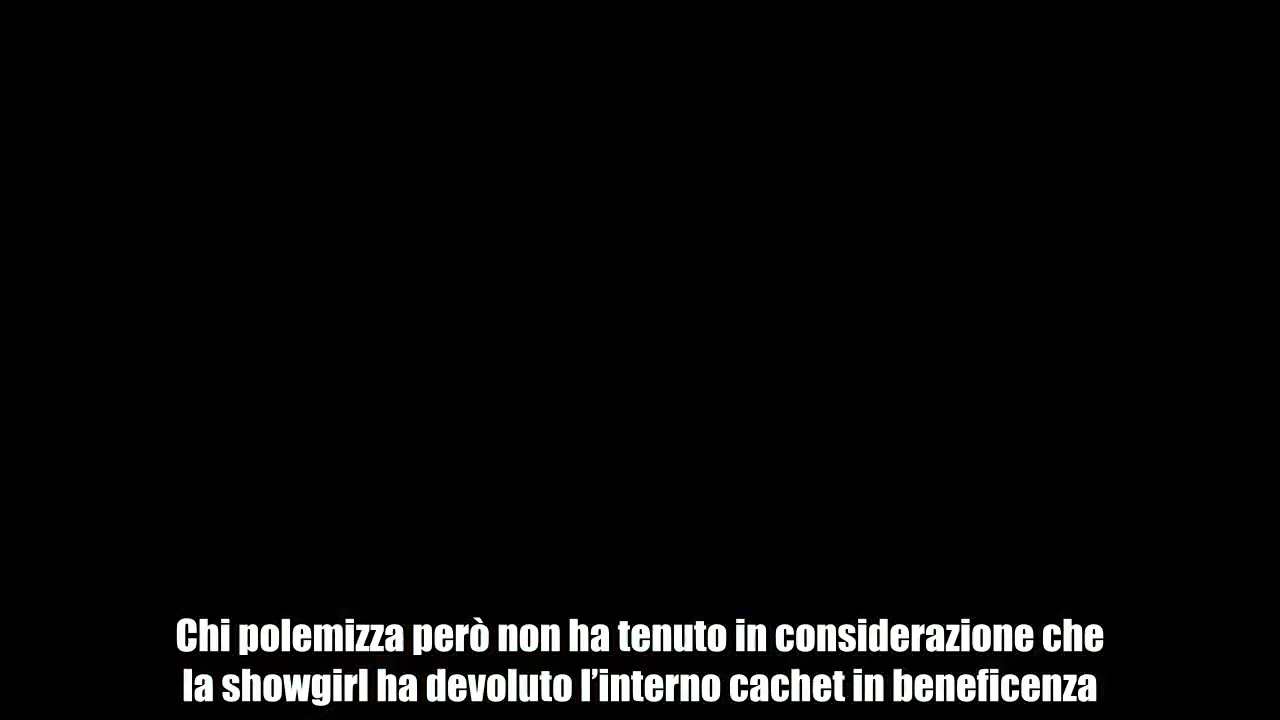 Chi polemizza però non ha tenuto in considerazione che
la showgirl ha devoluto l’interno cachet in beneficenza